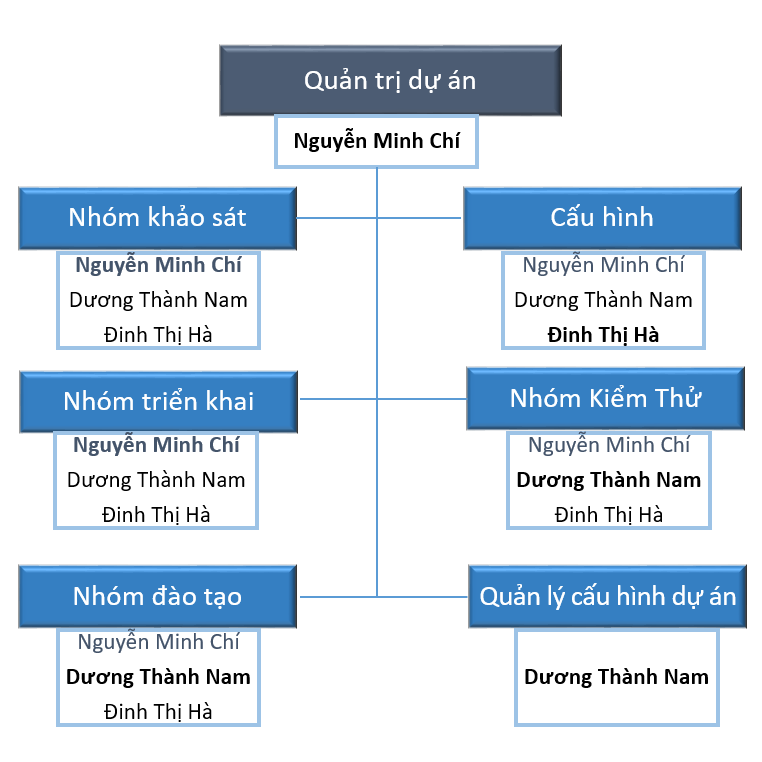 Quản trị dự án
Nguyễn Minh Chí
Nhóm khảo sát
Nguyễn Minh Chí
Dương Thành Nam
Đinh Thị Hà
Cấu hình
Nguyễn Minh Chí
Dương Thành Nam
Đinh Thị Hà
Nhóm triển khai
Nguyễn Minh Chí
Dương Thành Nam
Đinh Thị Hà
Nhóm Kiểm Thử
Nguyễn Minh Chí
Dương Thành Nam
Đinh Thị Hà
Nhóm đào tạo
Nguyễn Minh Chí
Dương Thành Nam
Đinh Thị Hà
Quản lý cấu hình dự án
Dương Thành Nam